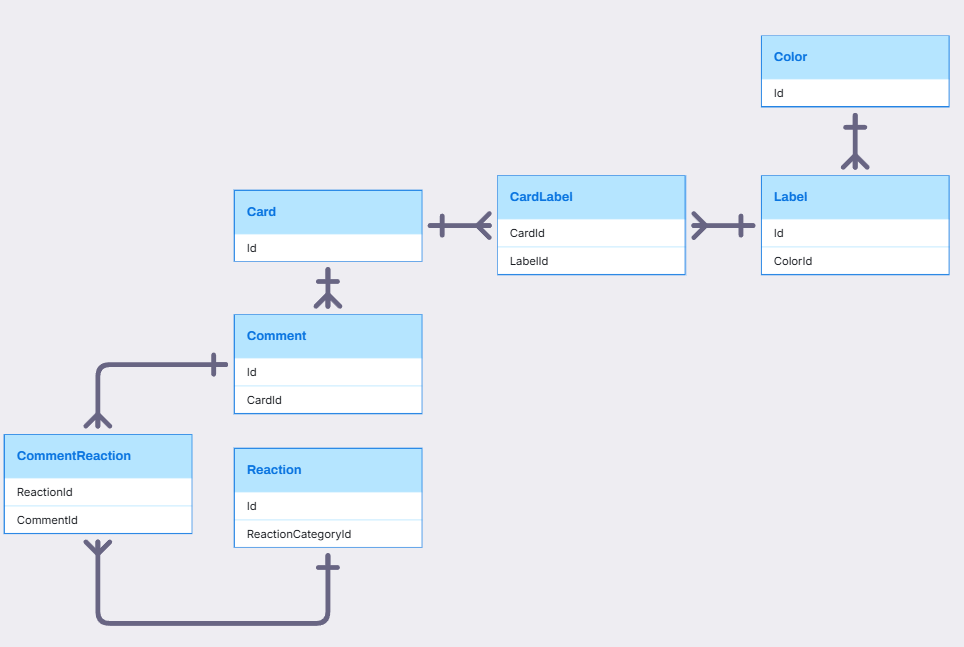 Color
Id
Card
Id
CardLabel
CardId
LabelId
Label
Id
ColorId
Comment
Id
CardId
CommentReaction
ReactionId
CommentId
Reaction
Id
ReactionCategoryId